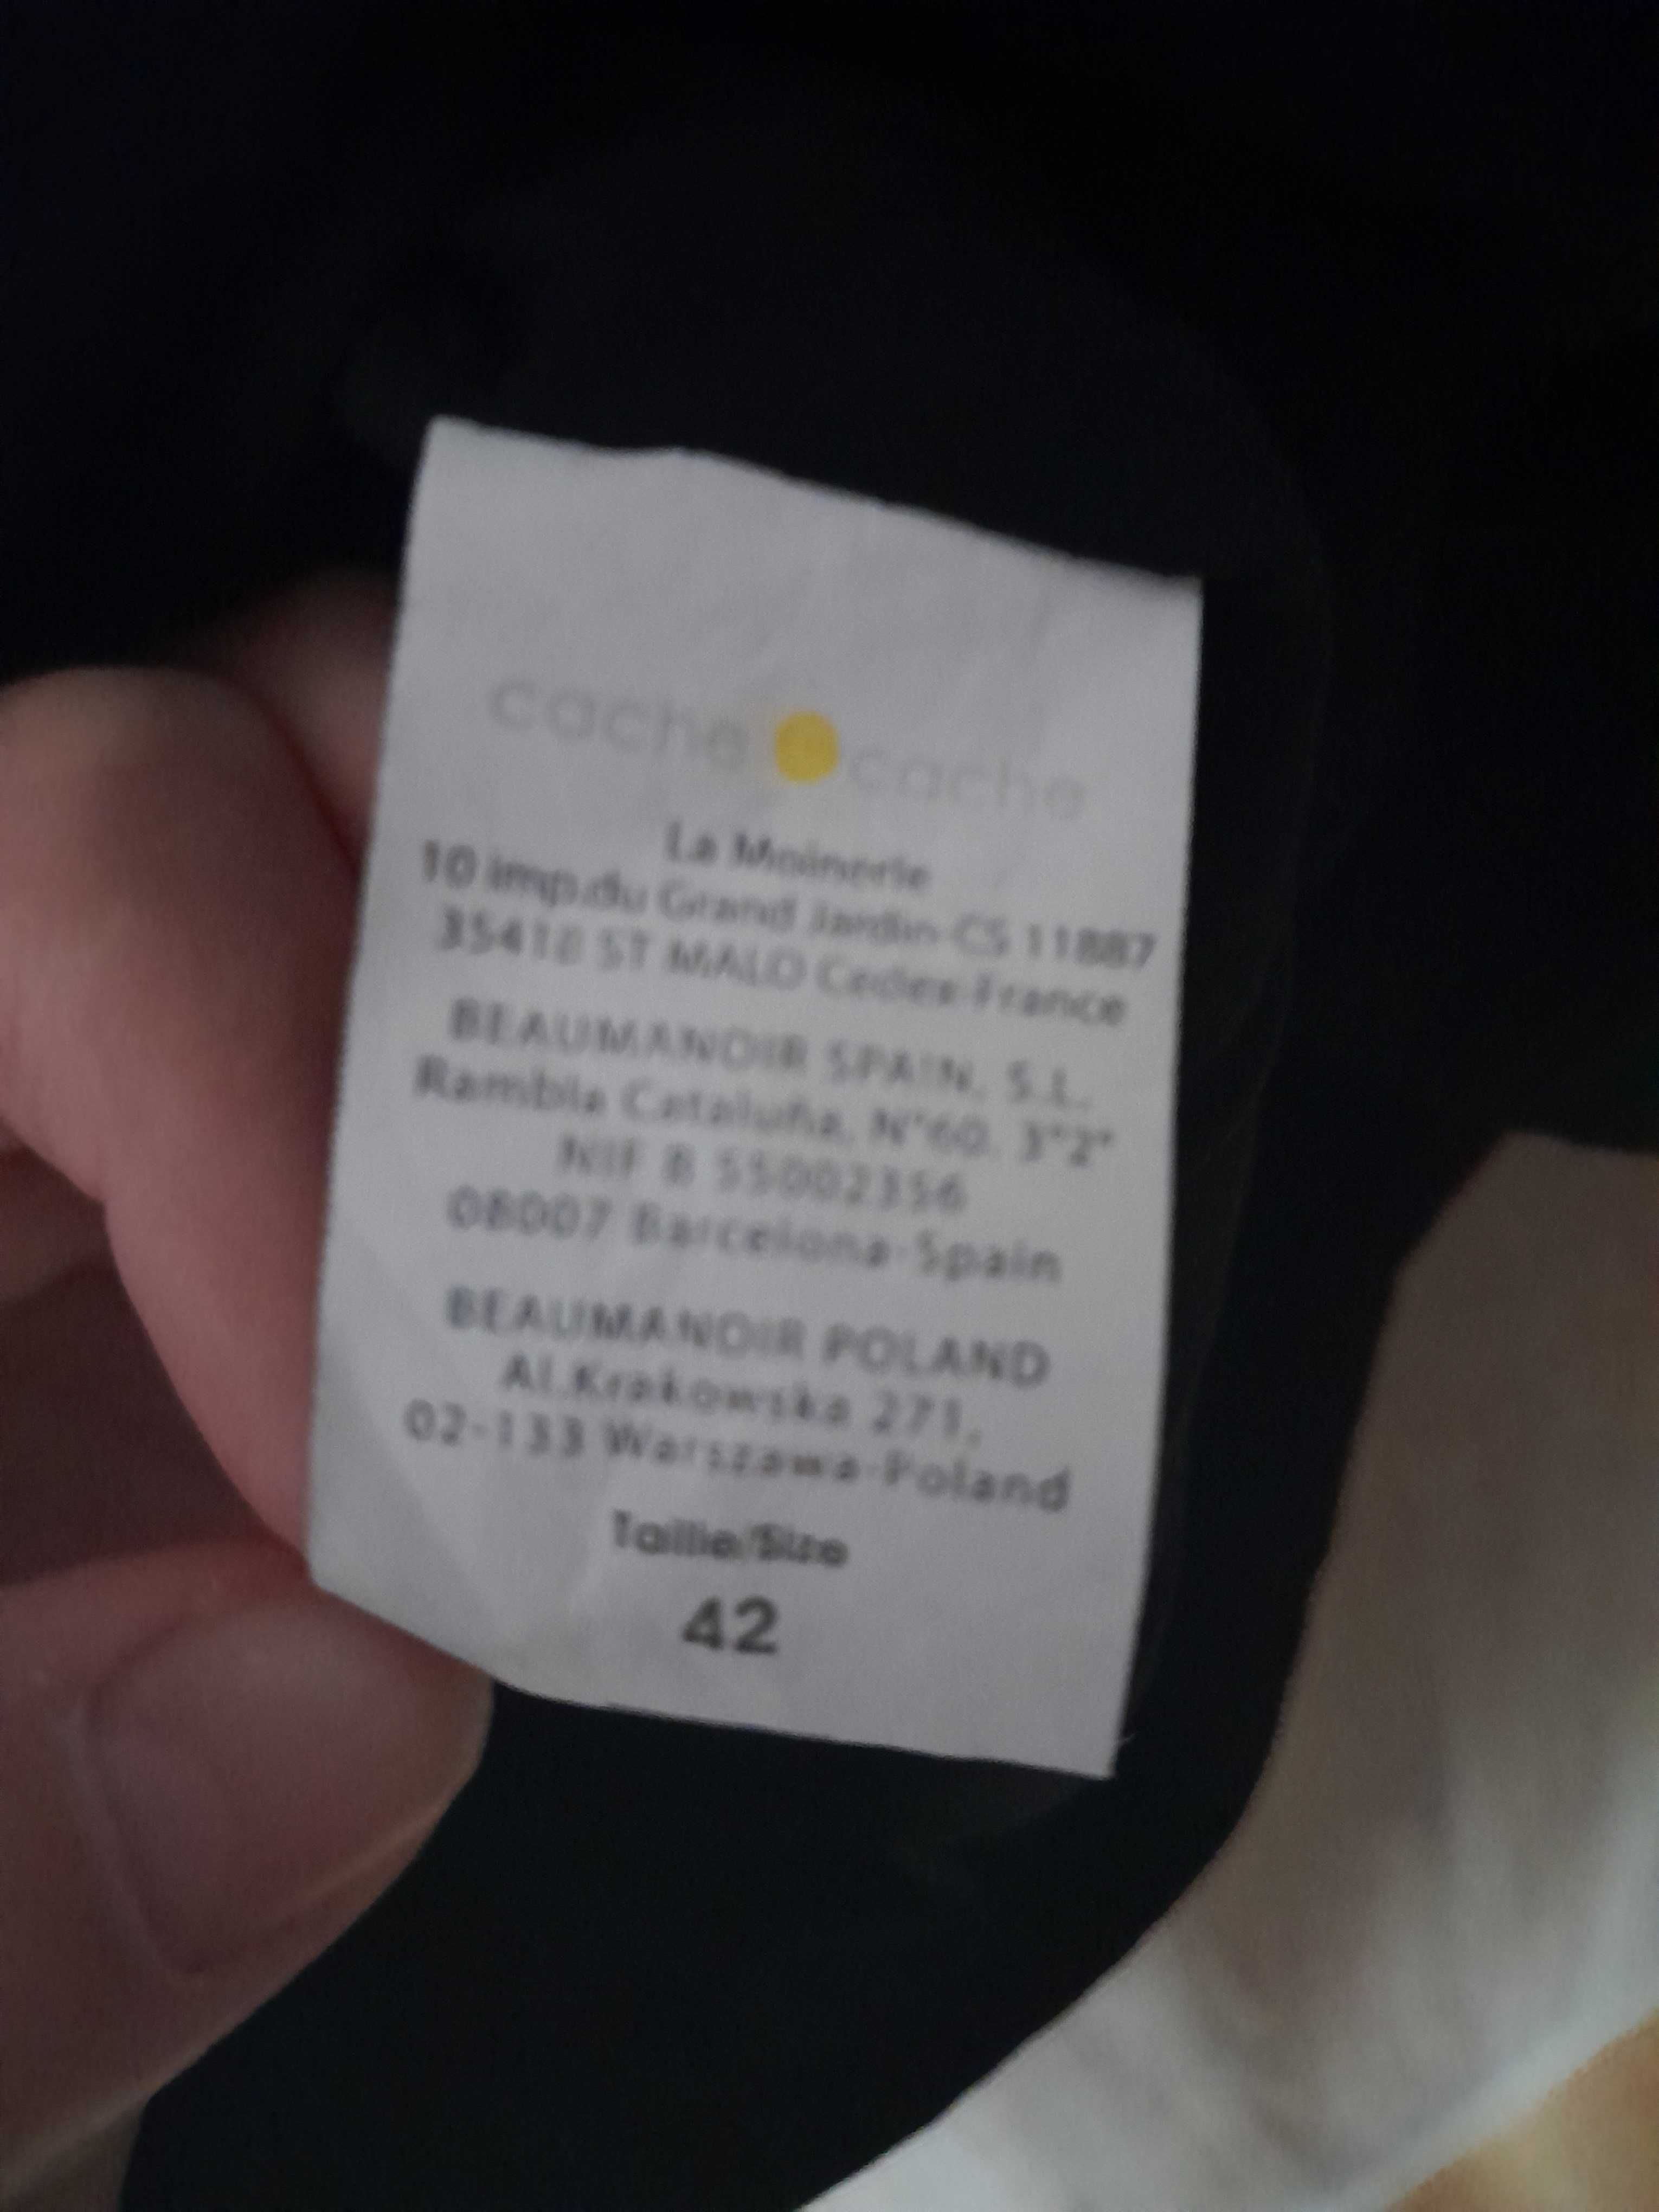 cache cache
La Moinerie
10 imp.du Grand Jardin-CS 11887
35418 ST MALO Cedex-France
BEAUMANDIR SPAIN, S.L.
Rambla Cataluña, N°60. 3°2°
NIF B 55002356
08007 Barcelona-Spain
BEAUMANOIR POLAND
Al.Krakowska 271,
02-133 Warszawa-Poland
Taille/Size
42